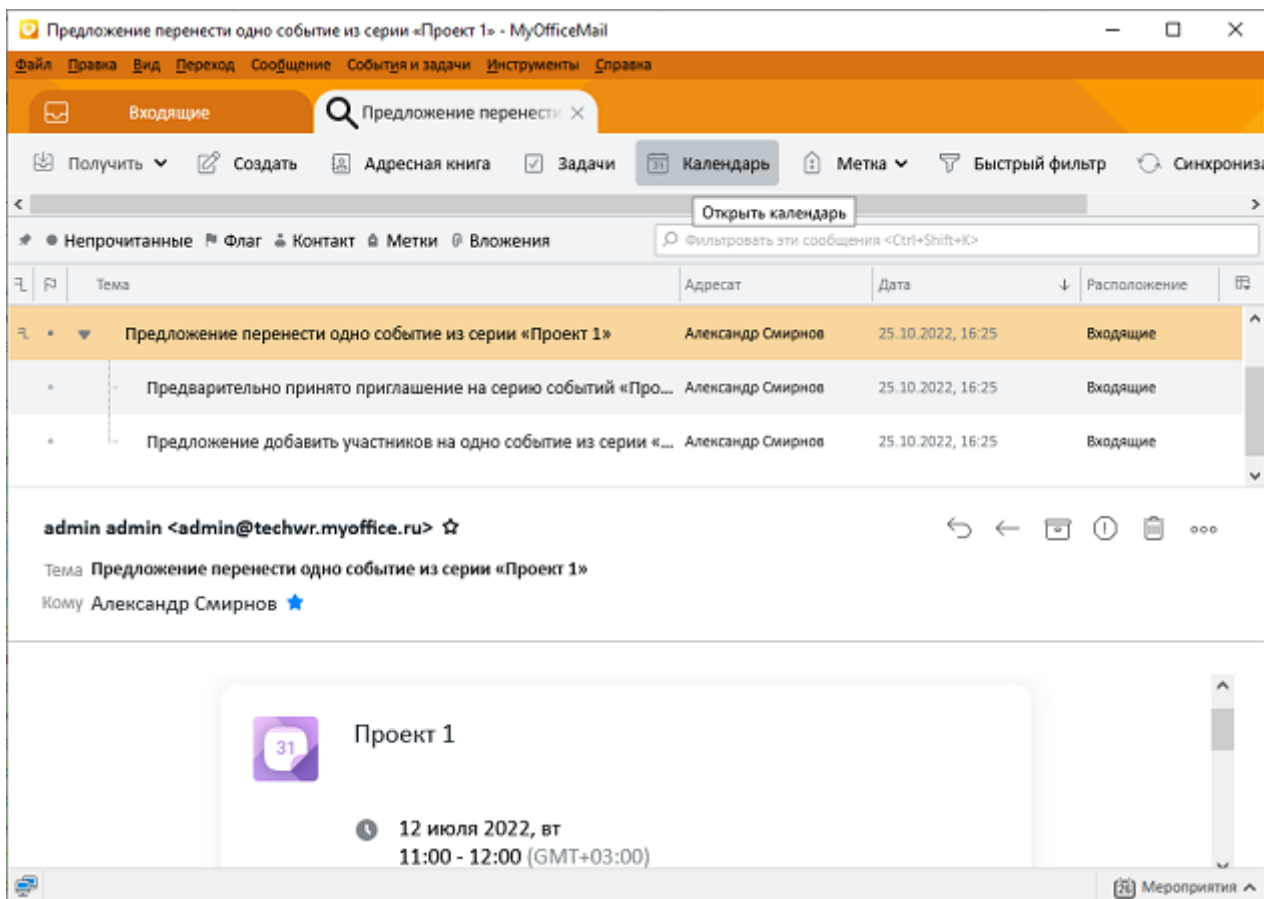 Предложение перенести одно событие из серии «Проект 1» - MyOfficeMail
Файл Правка Вид Переход Сообщение События и задачи Инструменты Справка
Входящие Предложение перенести
Получить Создать Адресная книга Задачи 31 Календарь Метка Быстрый фильтр Синхрониза
Открыть календарь
Непрочитанные Флаг Контакт Метки Вложения Фильтровать эти сообщения <Ctrl+Shift+K>
Тема Адресат Дата Расположение
Предложение перенести одно событие из серии «Проект 1» Александр Смирнов 25.10.2022, 16:25 Входящие
Предварительно принято приглашение на серию событий «Про... Александр Смирнов 25.10.2022, 16:25 Входящие
Предложение добавить участников на одно событие из серии «... Александр Смирнов 25.10.2022, 16:25 Входящие
admin admin <admin@techwr.myoffice.ru>
Тема Предложение перенести одно событие из серии «Проект 1»
Кому Александр Смирнов
31 Проект 1
12 июля 2022, вт
11:00 - 12:00 (GMT+03:00)
26 Мероприятия